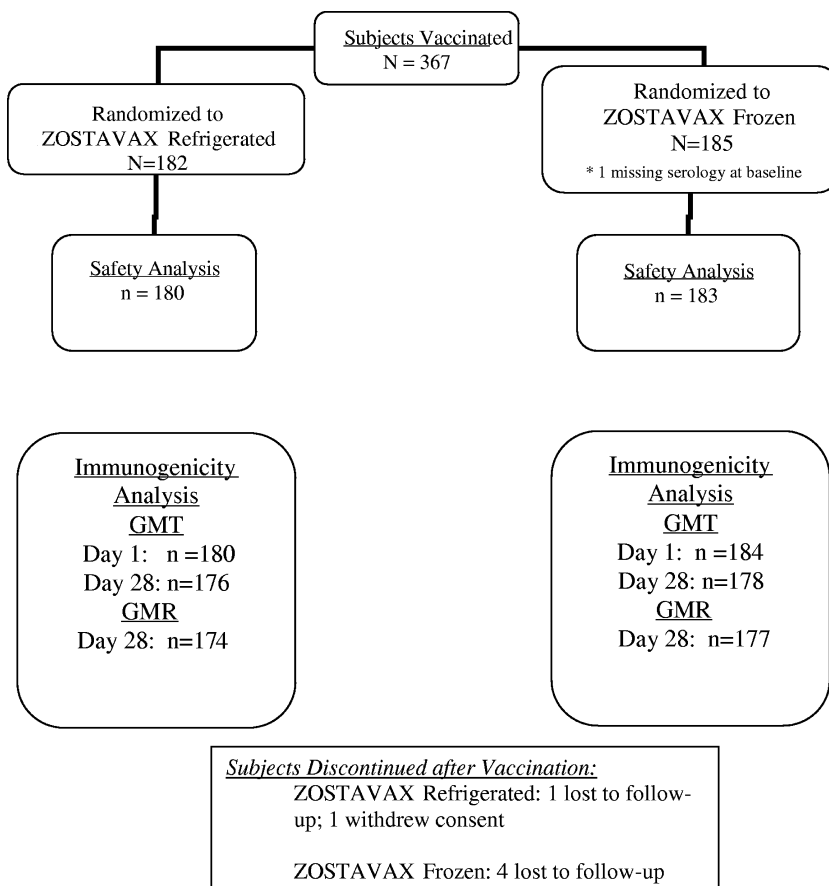 Subjects Vaccinated
N = 367
Randomized to
ZOSTAVAX Refrigerated
N=182
Randomized to
ZOSTAVAX Frozen
N=185
* 1 missing serology at baseline
Safety Analysis
n = 180
Safety Analysis
n = 183
Immunogenicity
Analysis
GMT
Day 1: n =180
Day 28: n=176
GMR
Day 28: n=174
Immunogenicity
Analysis
GMT
Day 1: n =184
Day 28: n=178
GMR
Day 28: n=177
Subjects Discontinued after Vaccination:
ZOSTAVAX Refrigerated: 1 lost to follow-
up; 1 withdrew consent
ZOSTAVAX Frozen: 4 lost to follow-up